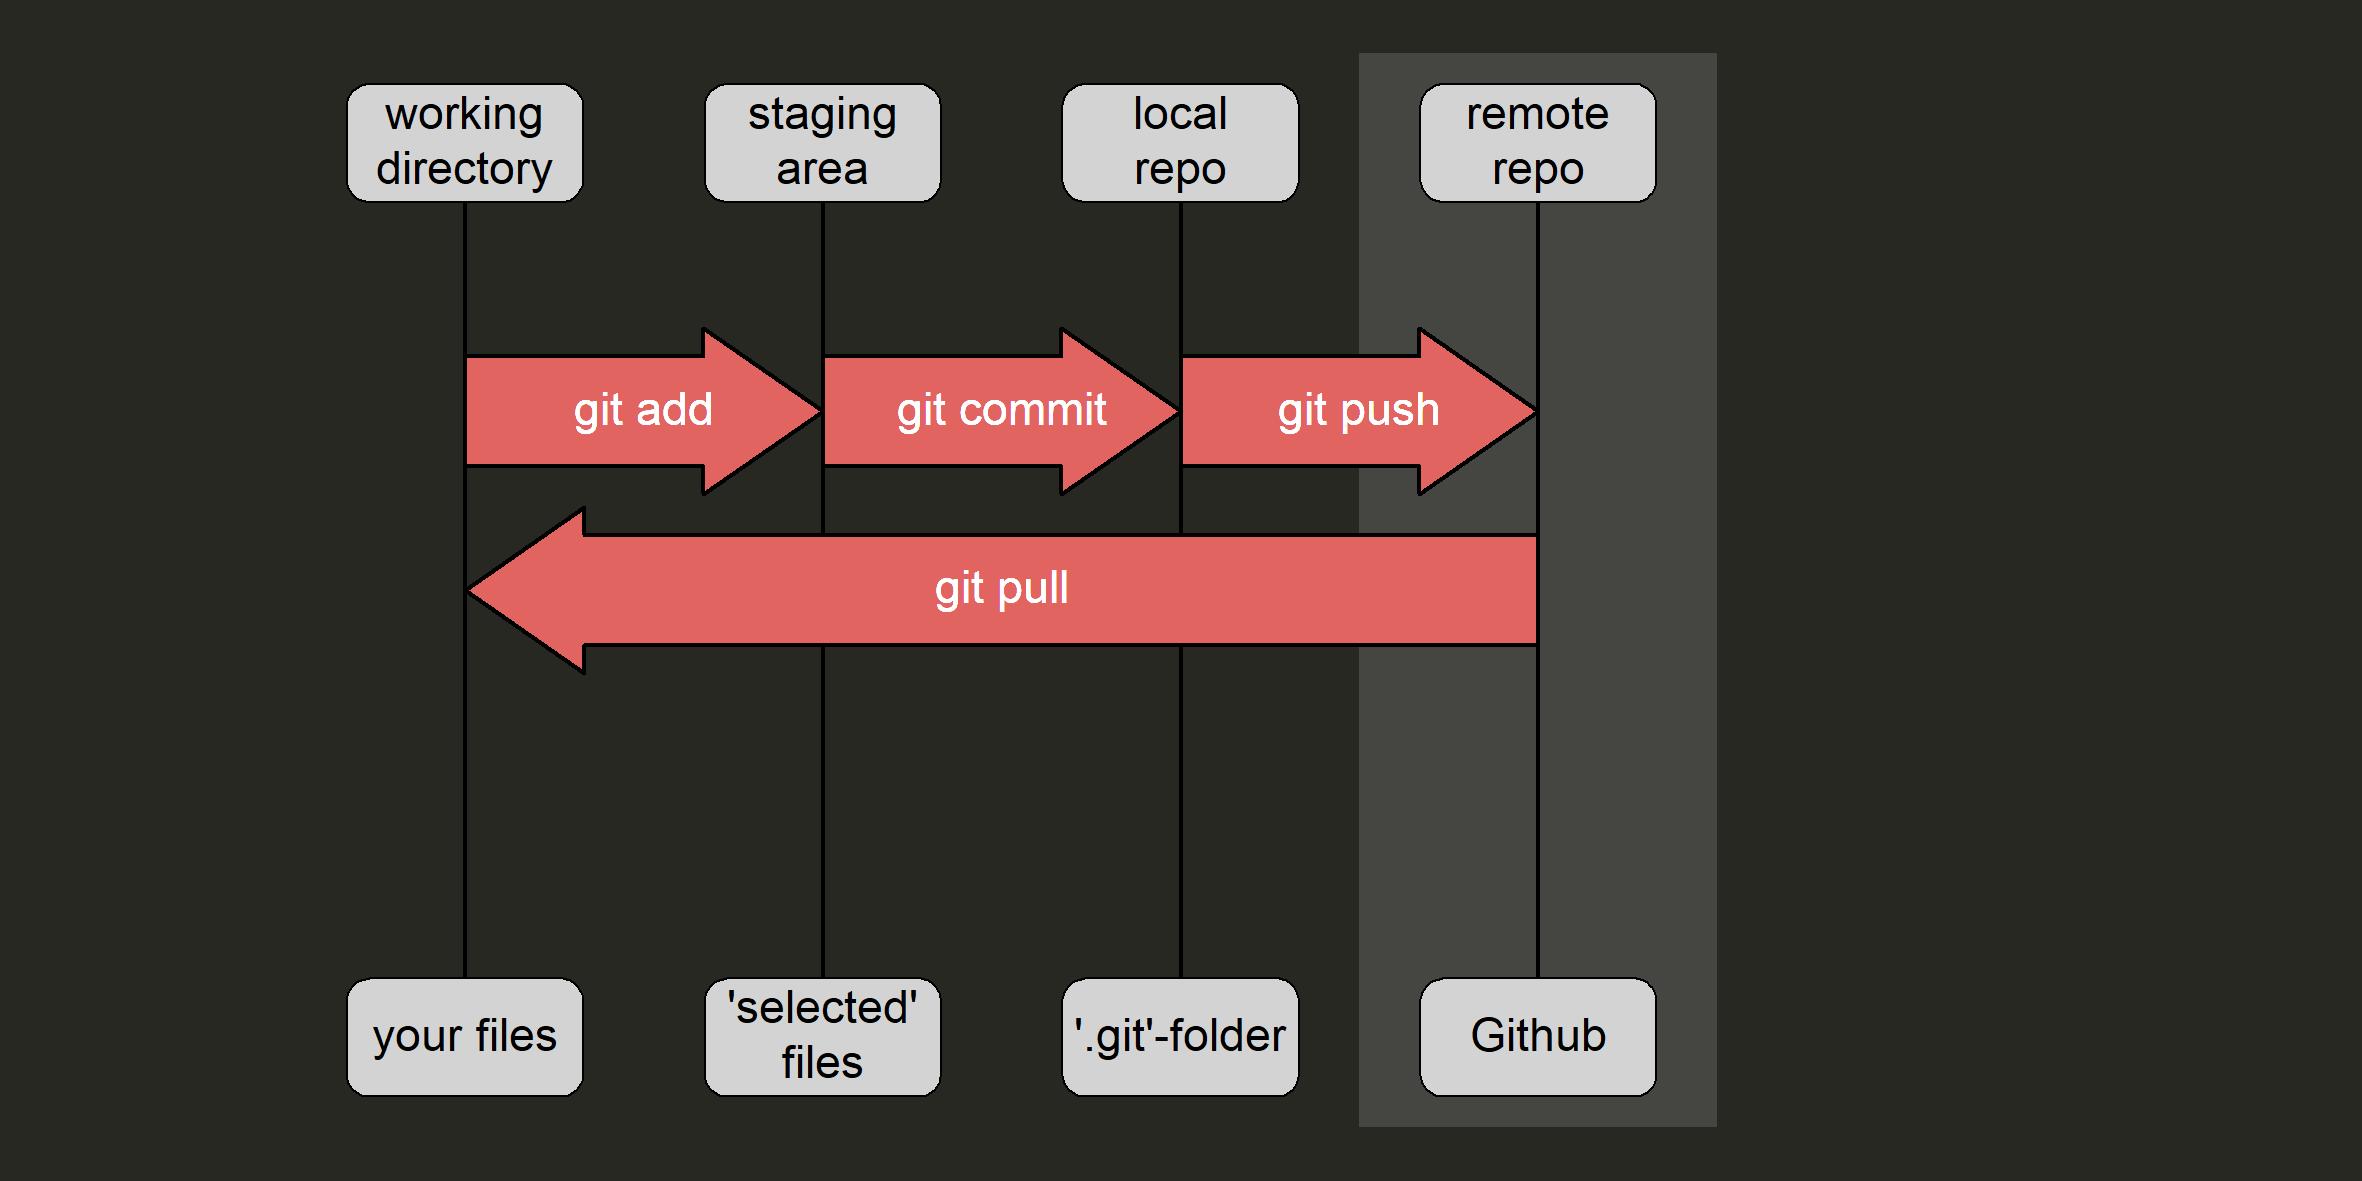 working
directory
staging
area
local
repo
remote
repo
git add
git commit
git push
git pull
your files
'selected'
files
'.git'-folder
Github